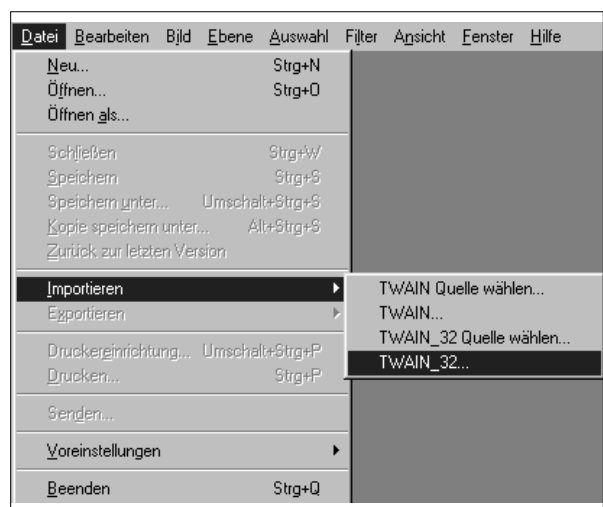 Datei Bearbeiten Bild Ebene Auswahl Filter Ansicht Fenster Hilfe
Neu... Strg+N
Öffnen... Strg+O
Öffnen als...
Schließen Strg+W
Speichern Strg+S
Speichern unter... Umschalt+Strg+S
Kopie speichern unter... Alt+Strg+S
Zurück zur letzten Version
Importieren
Exportieren
Druckereinrichtung... Umschalt+Strg+P
Drucken... Strg+P
Senden...
Voreinstellungen
Beenden Strg+Q
TWAIN Quelle wählen...
TWAIN...
TWAIN_32 Quelle wählen...
TWAIN_32...